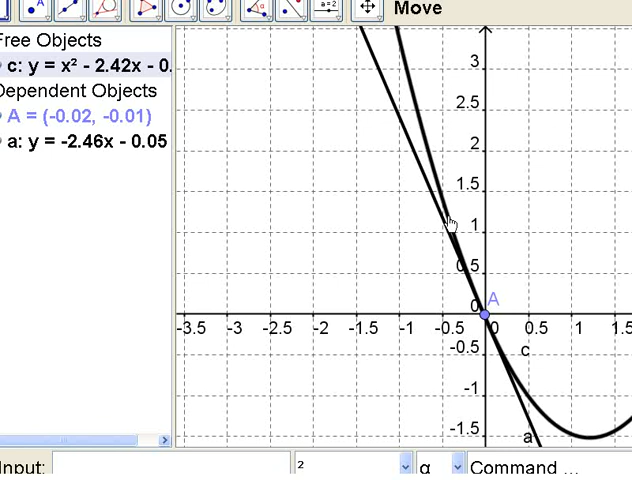 Move
Free Objects
c: y = x² - 2.42x - 0.
Dependent Objects
A = (-0.02, -0.01)
a: y = -2.46x - 0.05
3
2.5
2
1.5
1
0.5
0
A
-3.5 -3 -2.5 -2 -1.5 -1 -0.5 0 0.5 1 1.5
-0.5
c
-1
-1.5
a
Input: ² α Command ...